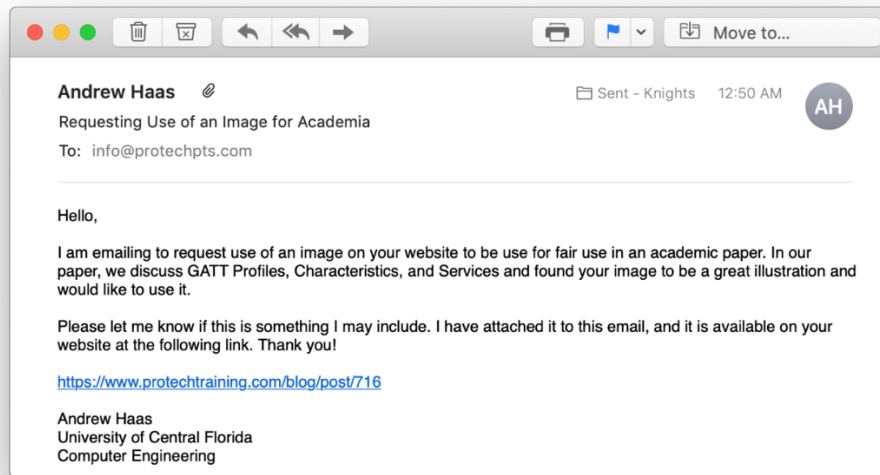 Move to...
Andrew Haas
Sent - Knights 12:50 AM
AH
Requesting Use of an Image for Academia
To: info@protechpts.com
Hello,
I am emailing to request use of an image on your website to be use for fair use in an academic paper. In our
paper, we discuss GATT Profiles, Characteristics, and Services and found your image to be a great illustration and
would like to use it.
Please let me know if this is something I may include. I have attached it to this email, and it is available on your
website at the following link. Thank you!
https://www.protechtraining.com/blog/post/716
Andrew Haas
University of Central Florida
Computer Engineering